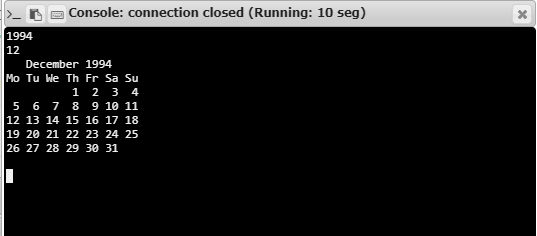 >_ Console: connection closed (Running: 10 seg)
1994
12
   December 1994
Mo Tu We Th Fr Sa Su
          1  2  3  4
 5  6  7  8  9 10 11
12 13 14 15 16 17 18
19 20 21 22 23 24 25
26 27 28 29 30 31